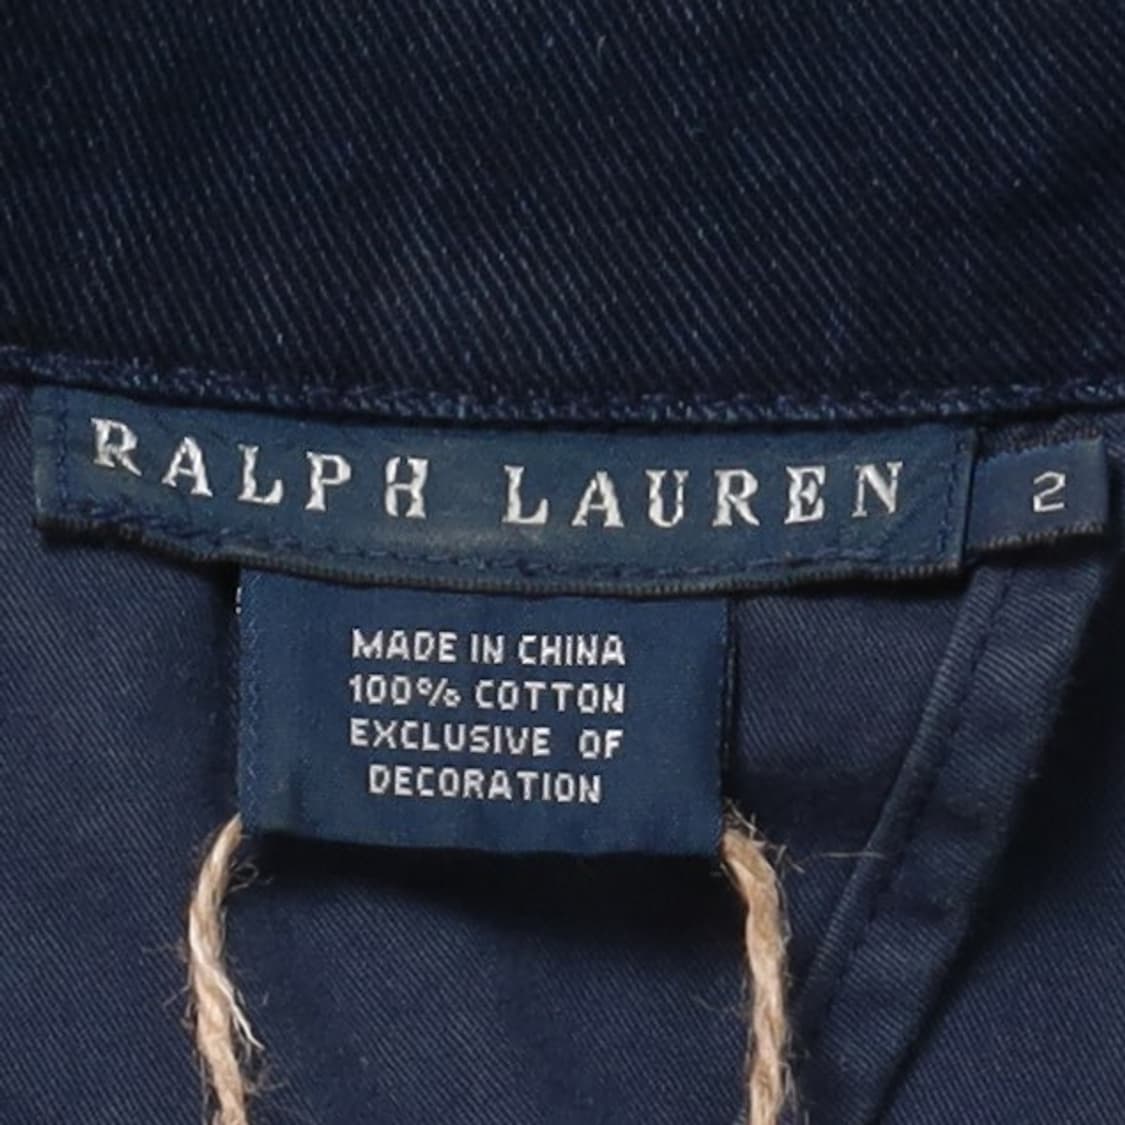 RALPH LAUREN
2
MADE IN CHINA
100% COTTON
EXCLUSIVE OF
DECORATION